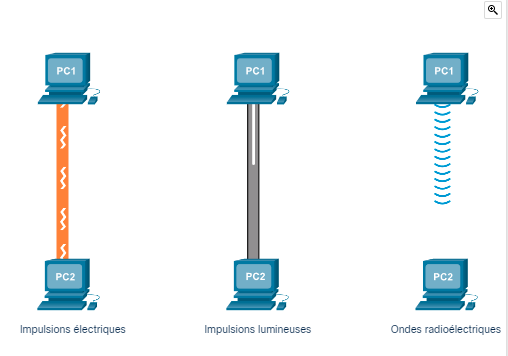 PC1
PC1
PC1
PC2
PC2
PC2
Impulsions électriques
Impulsions lumineuses
Ondes radioélectriques